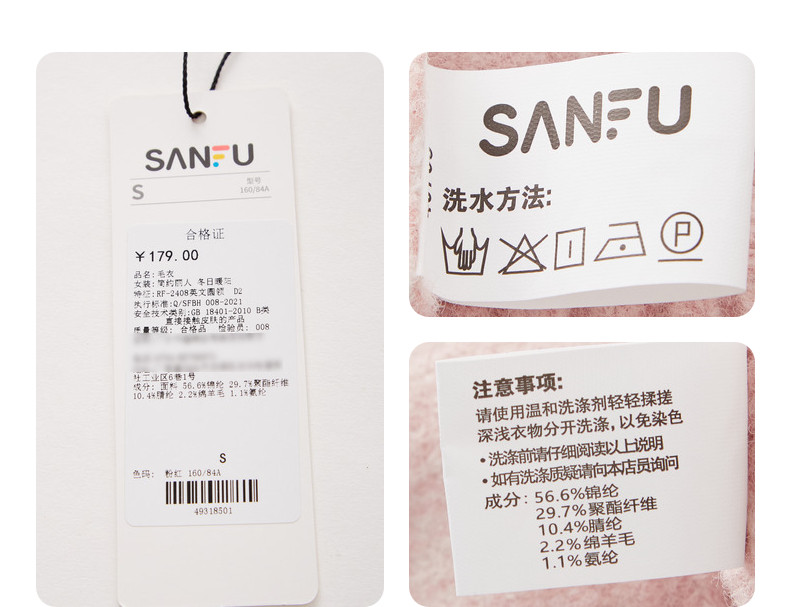 SANFU
S
型号
160/84A
合格证
￥179.00
品名:毛衣
女装:简约丽人 冬日暖阳
特征:RF-2408英文圆领 D2
执行标准:Q/SFBH 008-2021
安全技术类别:GB 18401-2010 B类
直接接触皮肤的产品
质量等级: 合格品 检验员: 008
社工业区6巷1号
成分: 面料 56.6%锦纶 29.7%聚酯纤维
10.4%腈纶 2.2%绵羊毛 1.1%氨纶
S
色码: 粉红 160/84A
49318501
SANFU
洗水方法:
P
注意事项:
请使用温和洗涤剂轻轻揉搓
深浅衣物分开洗涤,以免染色
•洗涤前请仔细阅读以上说明
•如有洗涤质疑请向本店员询问
成分: 56.6%锦纶
29.7%聚酯纤维
10.4%腈纶
2.2%绵羊毛
1.1%氨纶